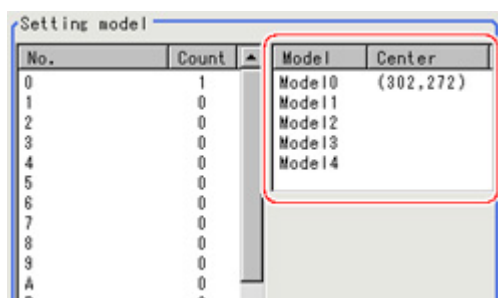 Setting model
No. Count Model Center
0 1 Model0 (302,272)
1 0 Model1
2 0 Model2
3 0 Model3
4 0 Model4
5 0
6 0
7 0
8 0
9 0
A 0